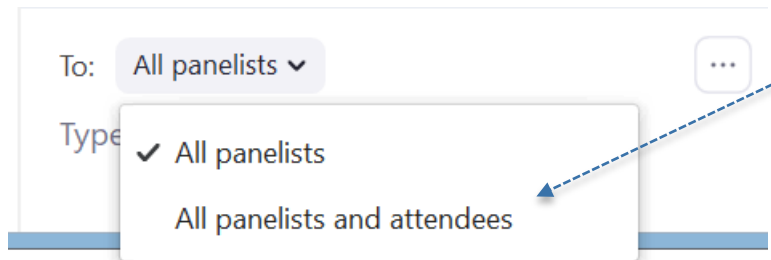 To: All panelists
Type
All panelists
All panelists and attendees